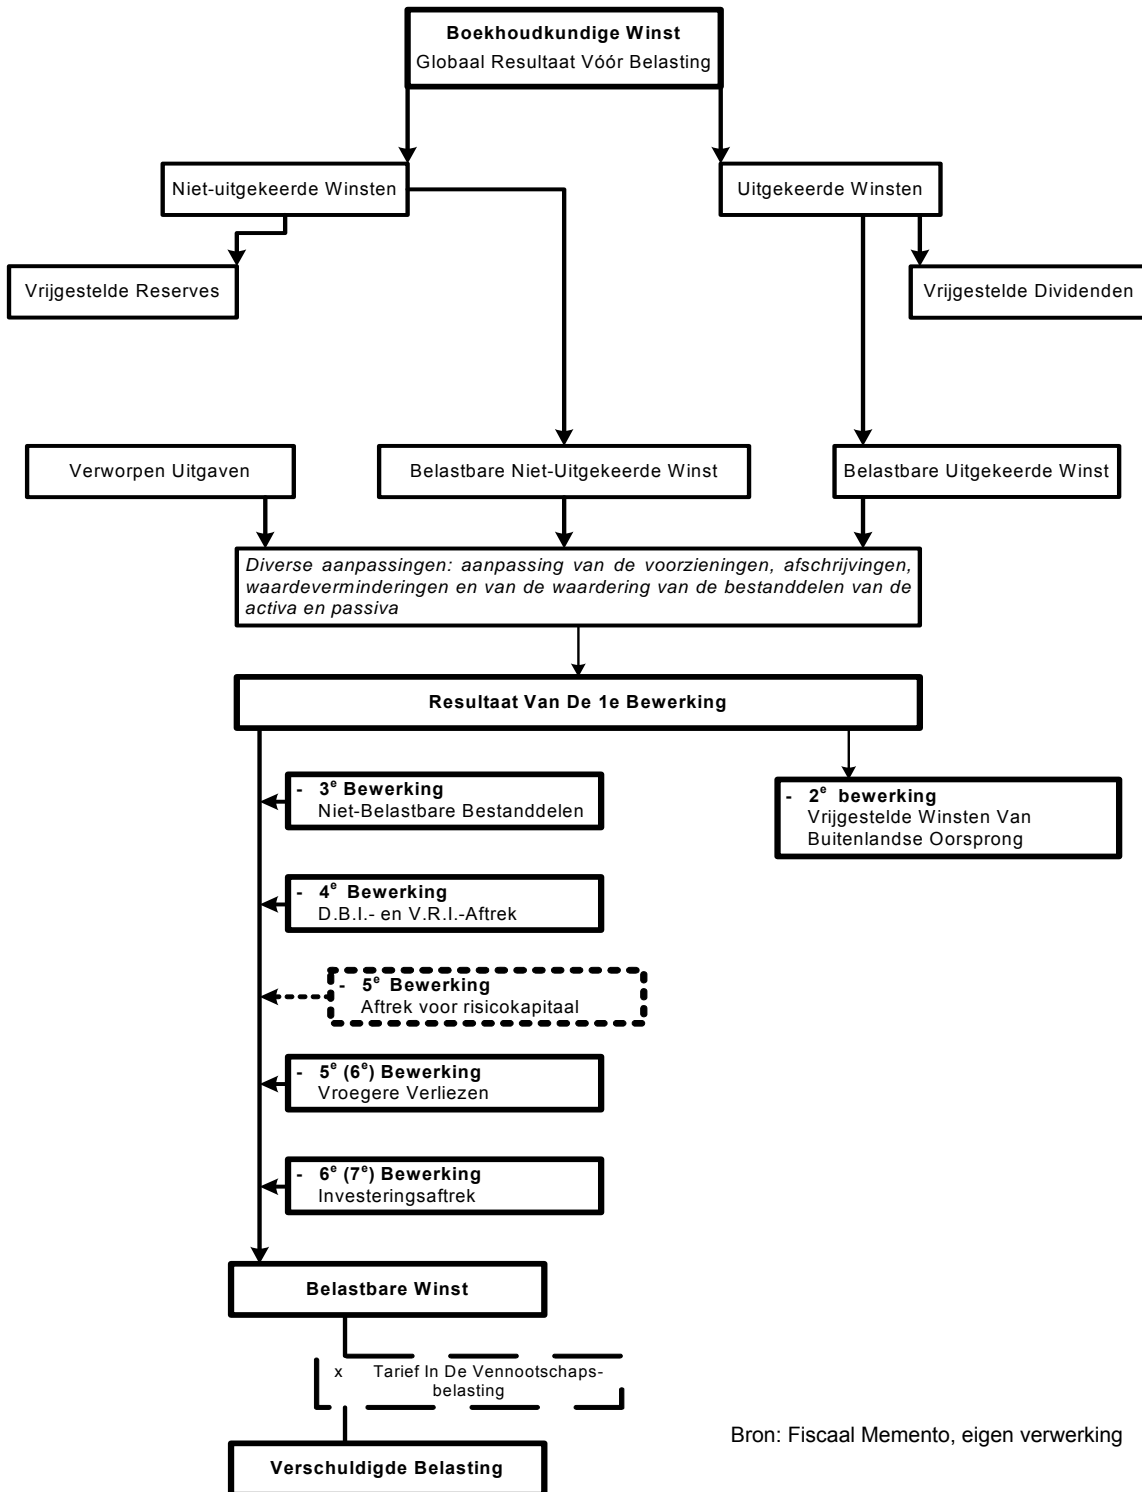 Boekhoudkundige Winst
Globaal Resultaat Vóór Belasting
Niet-uitgekeerde Winsten
Uitgekeerde Winsten
Vrijgestelde Reserves
Vrijgestelde Dividenden
Verworpen Uitgaven
Belastbare Niet-Uitgekeerde Winst
Belastbare Uitgekeerde Winst
Diverse aanpassingen: aanpassing van de voorzieningen, afschrijvingen,
waardeverminderingen en van de waardering van de bestanddelen van de
activa en passiva
Resultaat Van De 1e Bewerking
- 3e Bewerking
Niet-Belastbare Bestanddelen
- 2e bewerking
Vrijgestelde Winsten Van
Buitenlandse Oorsprong
- 4e Bewerking
D.B.I.- en V.R.I.-Aftrek
- 5e Bewerking
Aftrek voor risicokapitaal
- 5e (6e) Bewerking
Vroegere Verliezen
- 6e (7e) Bewerking
Investeringsaftrek
Belastbare Winst
x Tarief In De Vennootschaps-
belasting
Verschuldigde Belasting
Bron: Fiscaal Memento, eigen verwerking